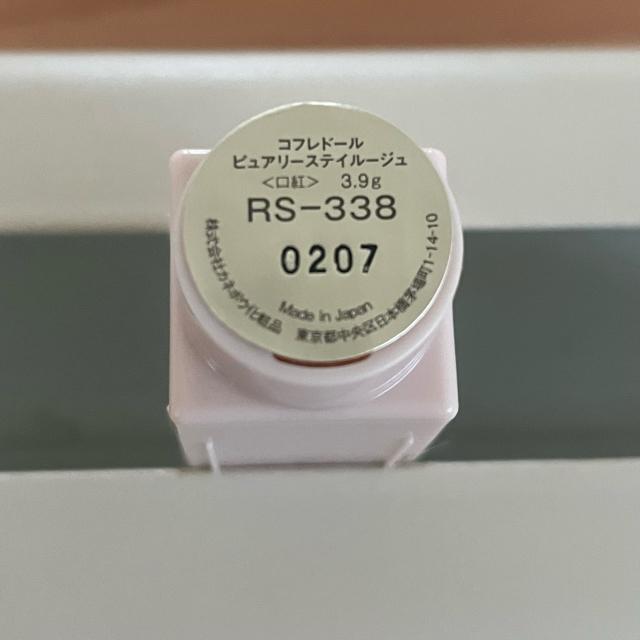 コフレドール
ピュアリーステイルージュ
<口紅> 3.9g
RS-338
0207
Made in Japan
株式会社カネボウ化粧品 東京都中央区日本橋茅場町1-14-10